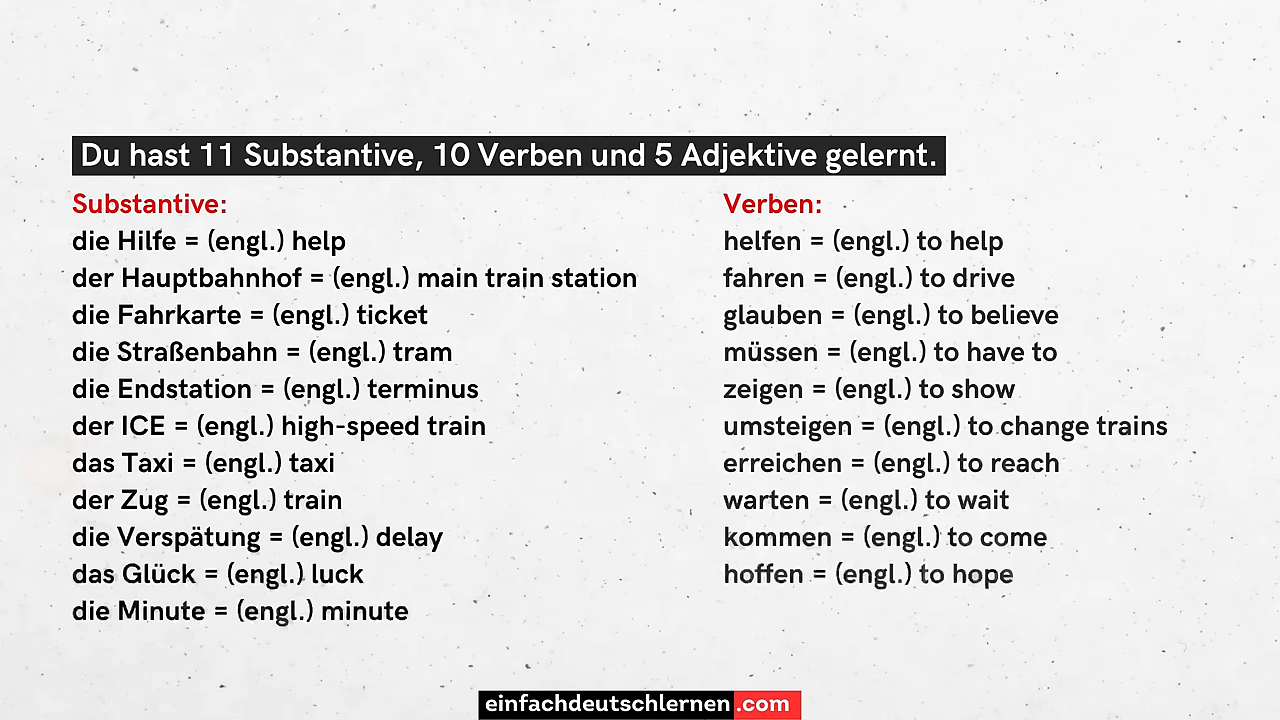 Du hast 11 Substantive, 10 Verben und 5 Adjektive gelernt.
Substantive:
die Hilfe = (engl.) help
der Hauptbahnhof = (engl.) main train station
die Fahrkarte = (engl.) ticket
die Straßenbahn = (engl.) tram
die Endstation = (engl.) terminus
der ICE = (engl.) high-speed train
das Taxi = (engl.) taxi
der Zug = (engl.) train
die Verspätung = (engl.) delay
das Glück = (engl.) luck
die Minute = (engl.) minute
Verben:
helfen = (engl.) to help
fahren = (engl.) to drive
glauben = (engl.) to believe
müssen = (engl.) to have to
zeigen = (engl.) to show
umsteigen = (engl.) to change trains
erreichen = (engl.) to reach
warten = (engl.) to wait
kommen = (engl.) to come
hoffen = (engl.) to hope
einfachdeutschlernen.com